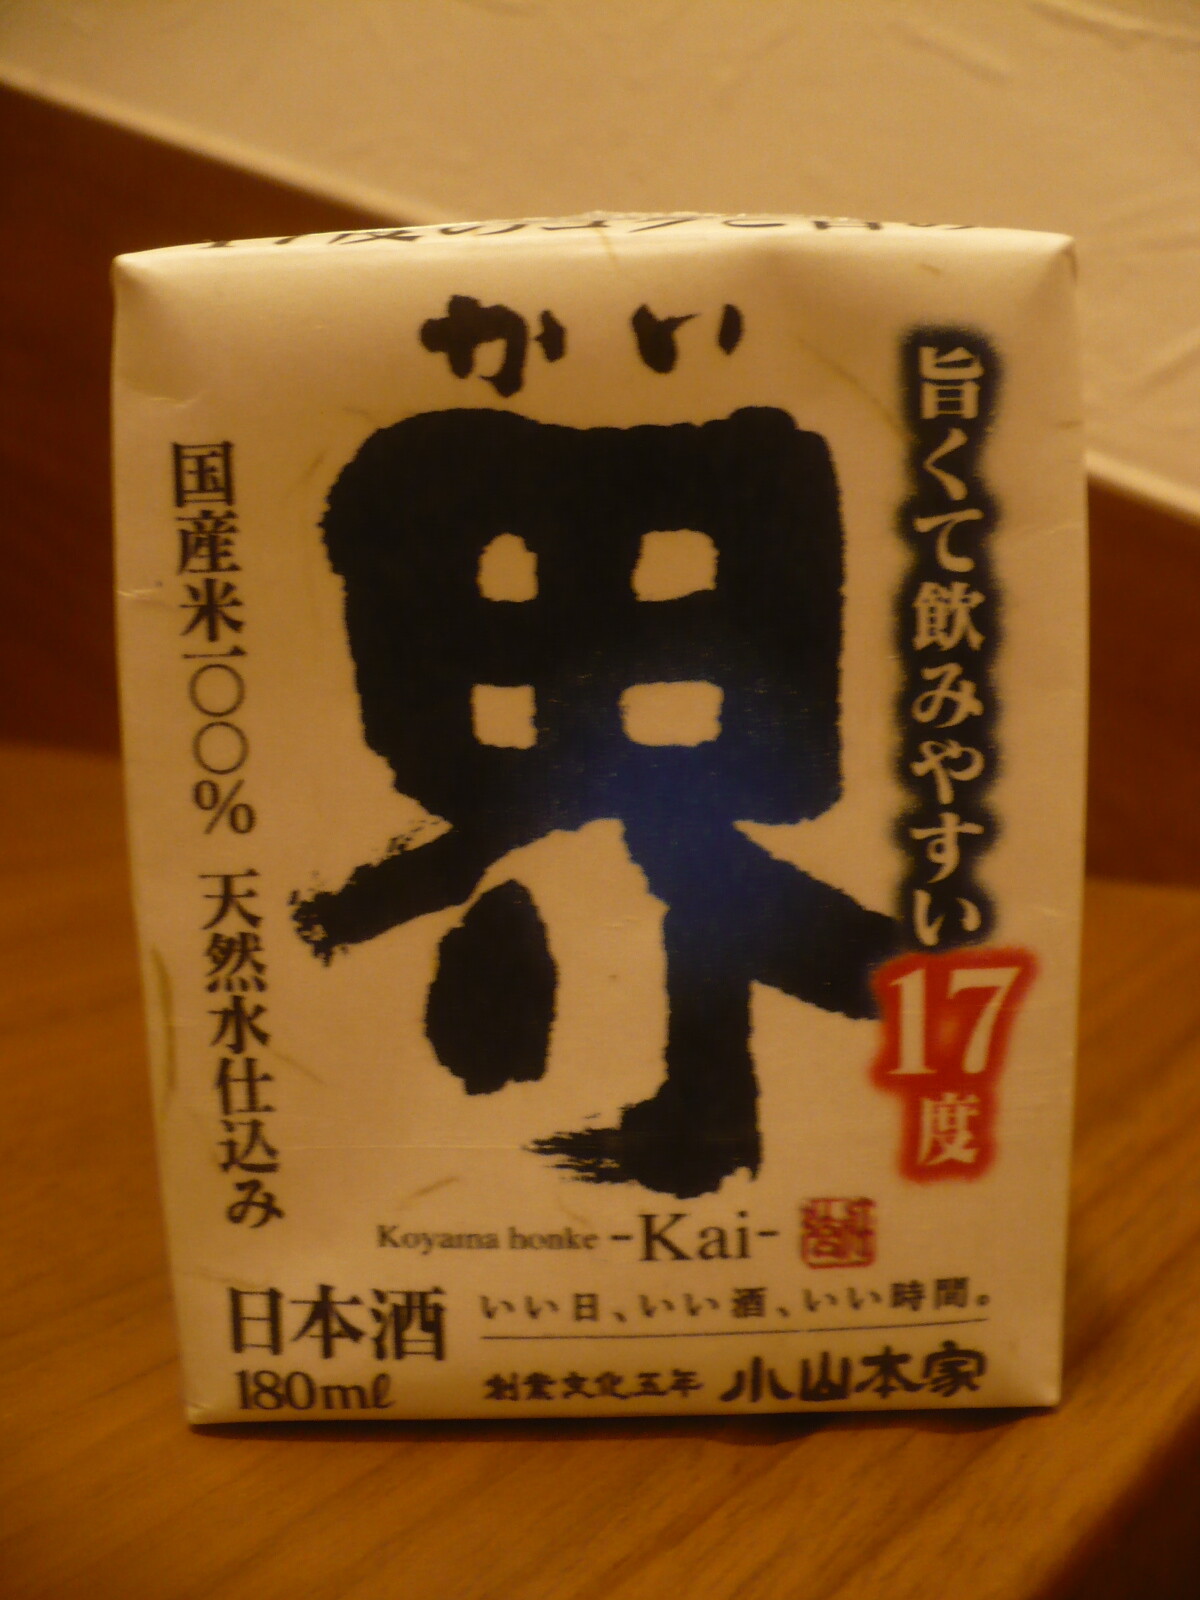 かい
界
旨くて飲みやすい
17度
国産米一〇〇% 天然水仕込み
Koyama honke -Kai-
日本酒
180ml
いい日、いい酒、いい時間。
創業文化五年 小山本家